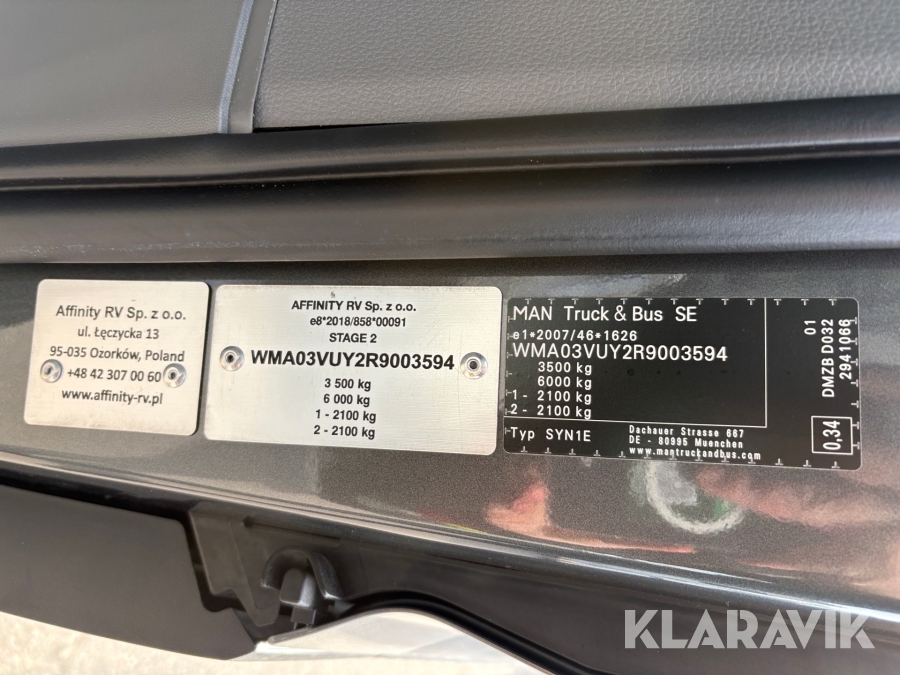 Affinity RV Sp. z o.o.
ul. Łęczycka 13
95-035 Ozorków, Poland
+48 42 307 00 60
www.affinity-rv.pl
AFFINITY RV Sp. z o.o.
e8*2018/858*00091
STAGE 2
WMA03VUY2R9003594
3 500 kg
6 000 kg
1 - 2100 kg
2 - 2100 kg
MAN Truck & Bus SE
e1*2007/46*1626
WMA03VUY2R9003594
3500 kg
6000 kg
1 - 2100 kg
2 - 2100 kg
Typ SYN1E
Dachauer Strasse 667
DE - 80995 Muenchen
www.mantruckandbus.com
01
DMZB D032
2941066
0,34
KLARAVIK